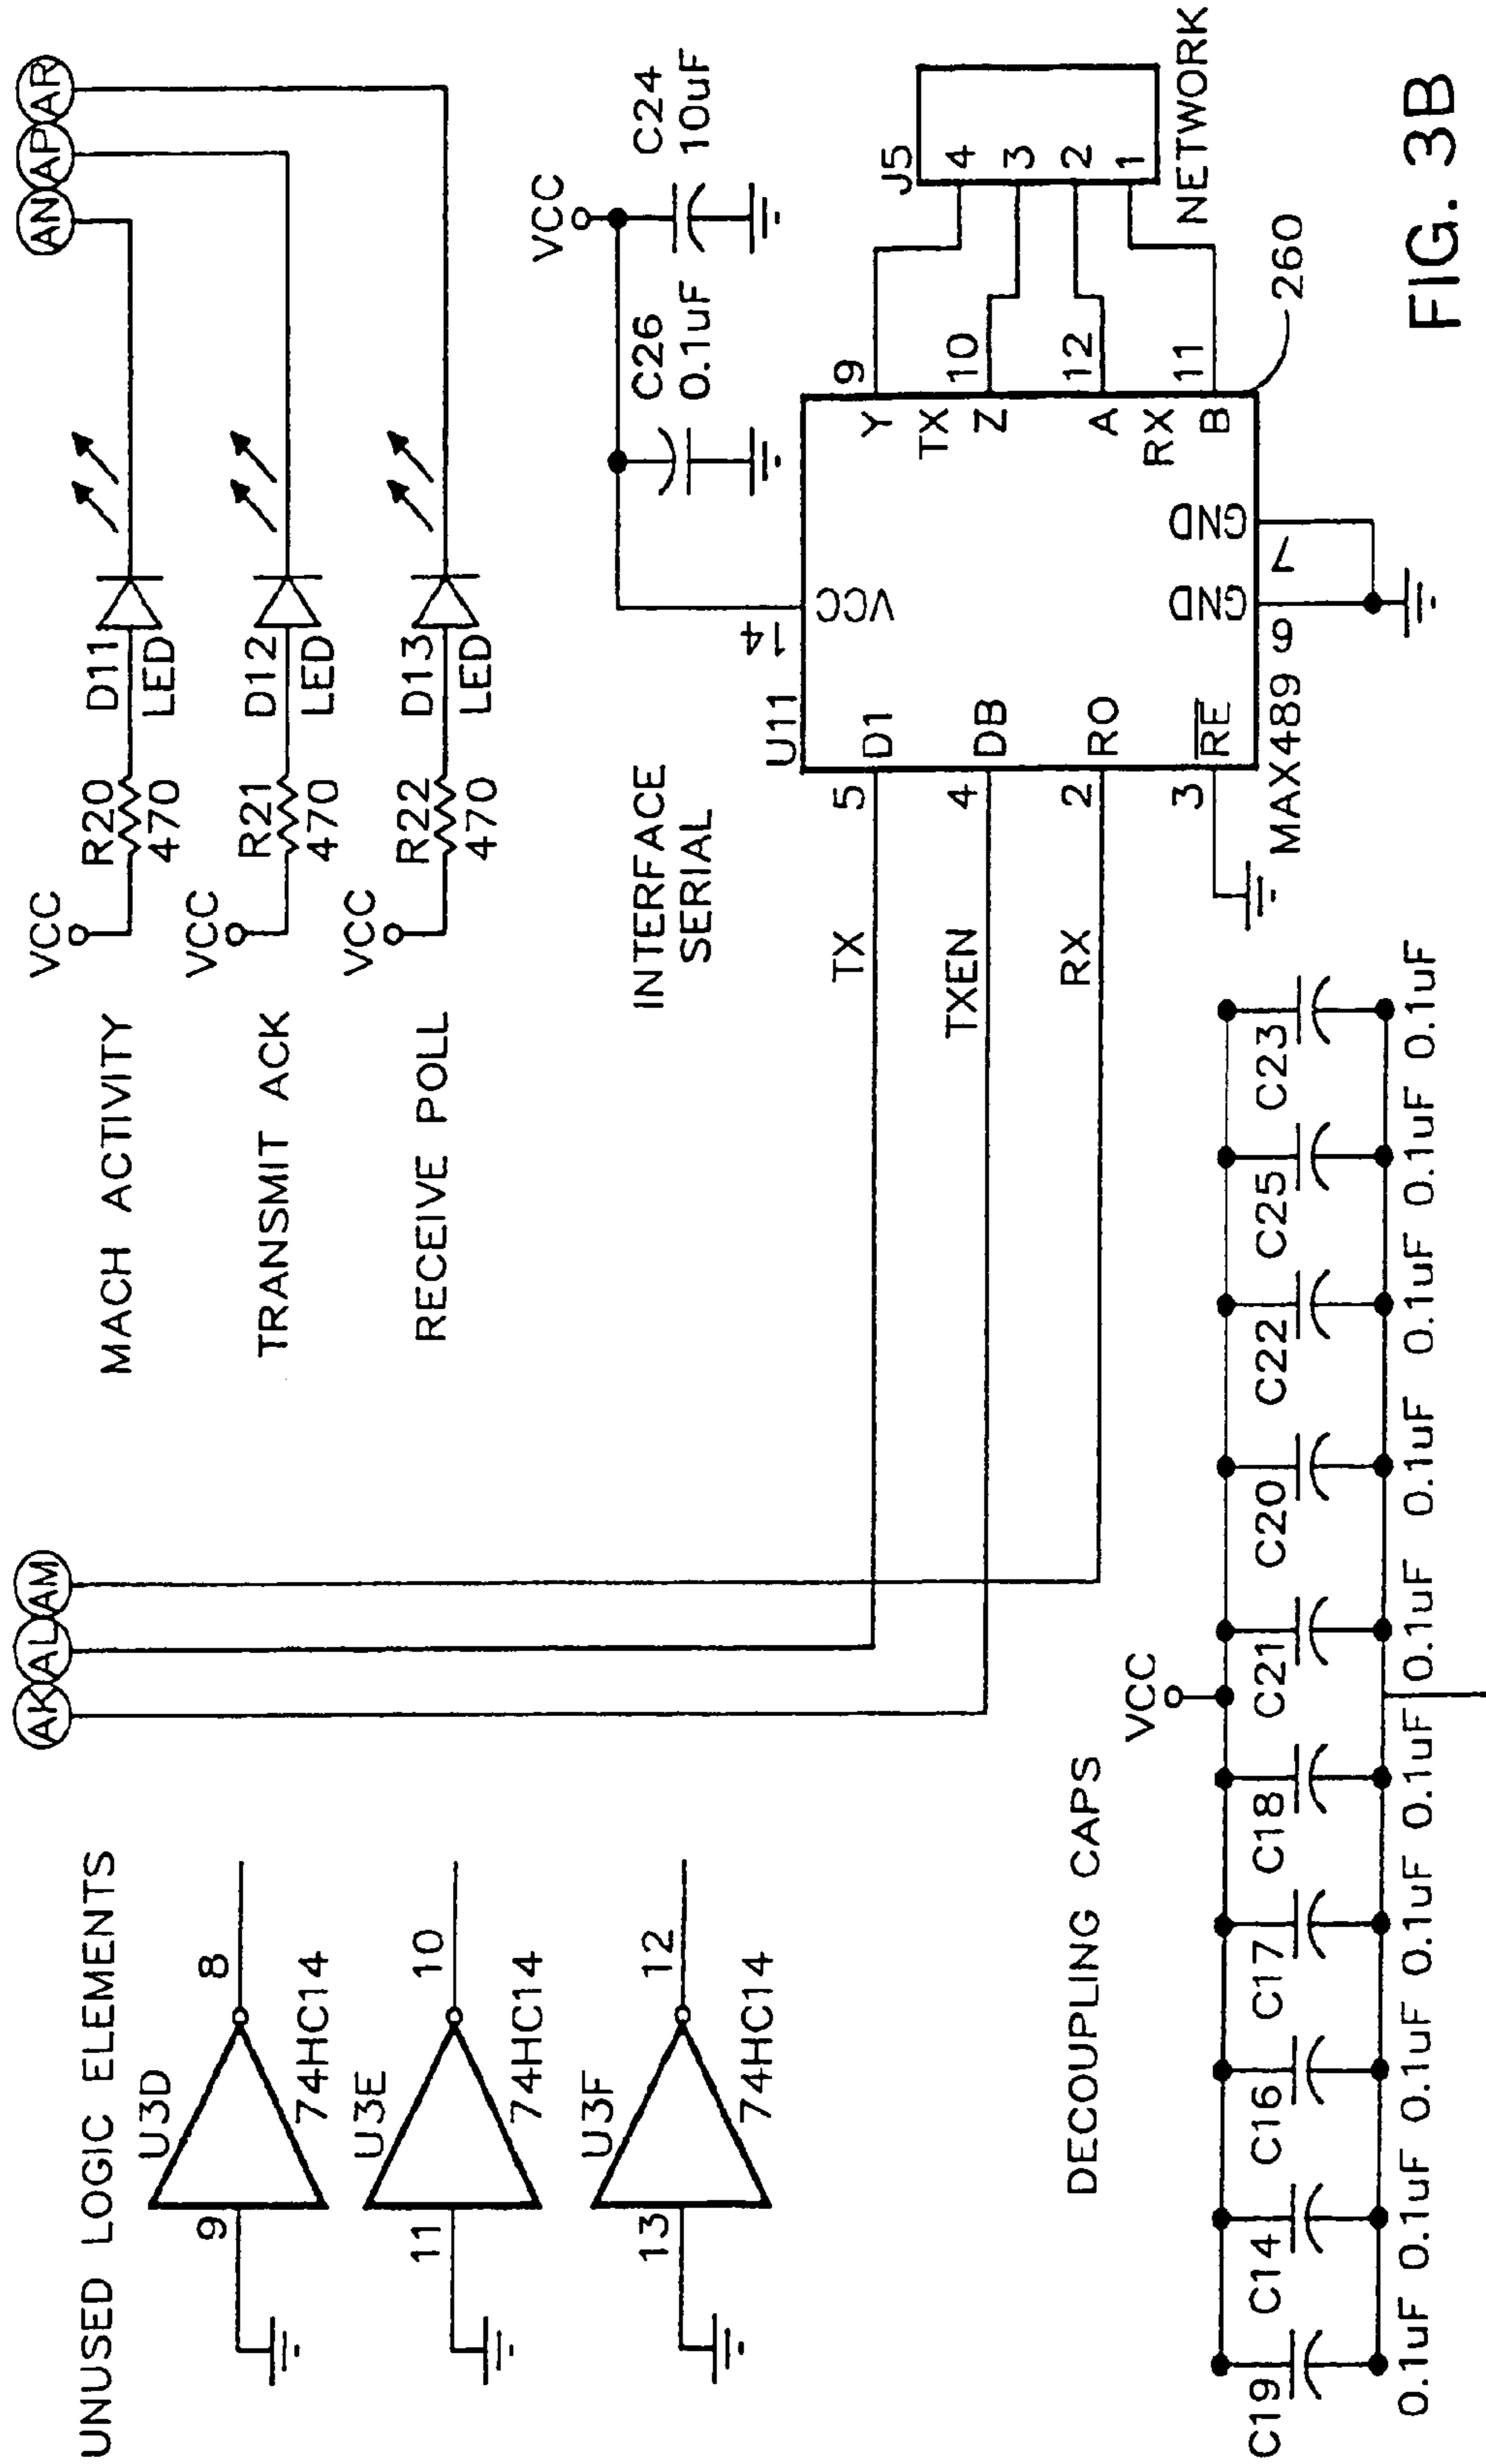 UNUSED LOGIC ELEMENTS
U3D
9
8
74HC14
U3E
11
10
74HC14
U3F
13
12
74HC14
AK
AL
AM
AN
AP
AR
MACH ACTIVITY
VCC
R20
470
D11
LED
TRANSMIT ACK
VCC
R21
470
D12
LED
RECEIVE POLL
VCC
R22
470
D13
LED
INTERFACE
SERIAL
VCC
C26
0.1uF
C24
10uF
TX
TXEN
RX
U11
14
VCC
5
D1
4
DB
2
RO
3
RE
MAX489
6
GND
7
GND
Y
TX
Z
A
RX
B
9
10
12
11
260
J5
4
3
2
1
NETWORK
DECOUPLING CAPS
VCC
C19
C14
C16
C17
C18
C21
C20
C22
C25
C23
0.1uF 0.1uF 0.1uF 0.1uF 0.1uF 0.1uF 0.1uF 0.1uF 0.1uF 0.1uF
FIG. 3B